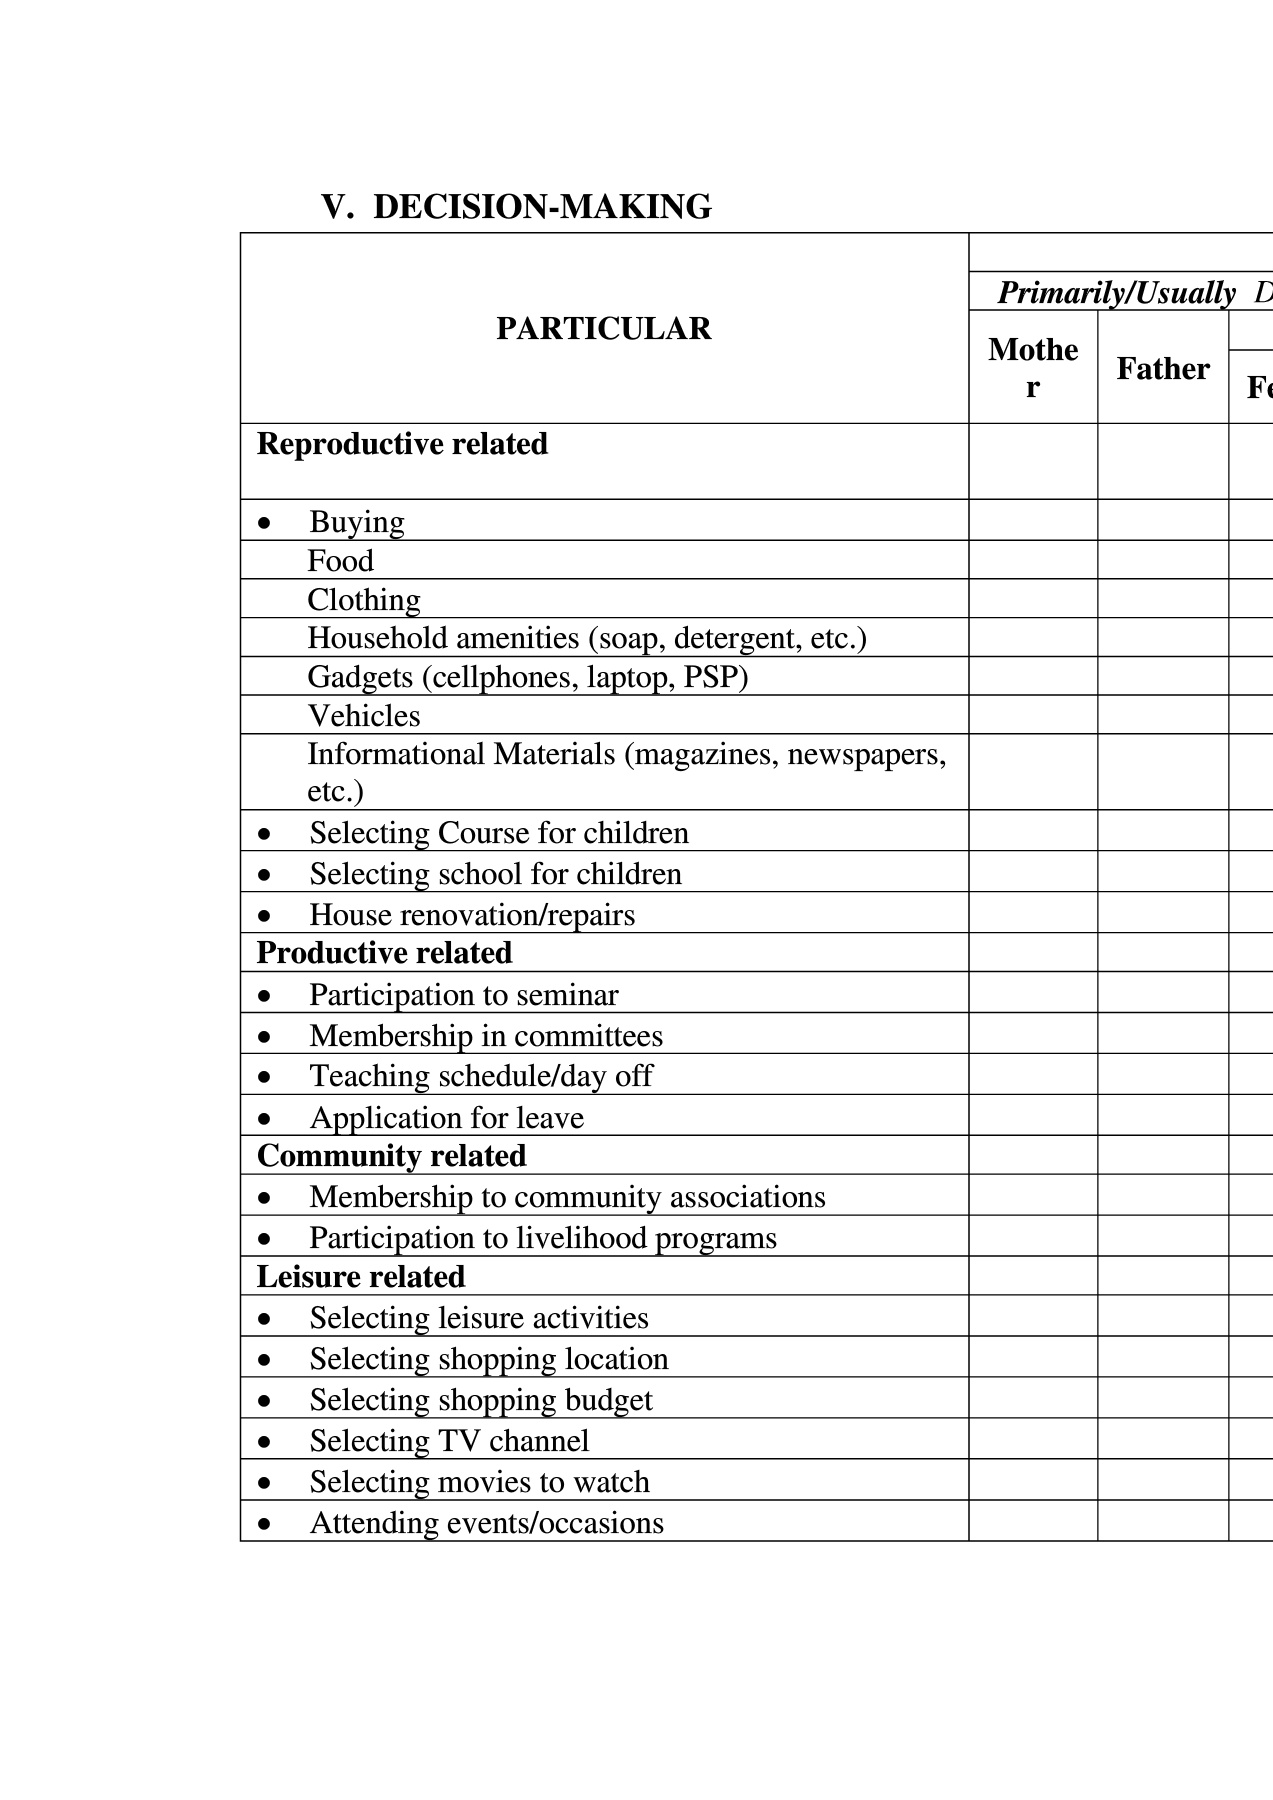 V. DECISION-MAKING
PARTICULAR
Primarily/Usually
Mothe
r
Father
Reproductive related
• Buying
Food
Clothing
Household amenities (soap, detergent, etc.)
Gadgets (cellphones, laptop, PSP)
Vehicles
Informational Materials (magazines, newspapers,
etc.)
• Selecting Course for children
• Selecting school for children
• House renovation/repairs
Productive related
• Participation to seminar
• Membership in committees
• Teaching schedule/day off
• Application for leave
Community related
• Membership to community associations
• Participation to livelihood programs
Leisure related
• Selecting leisure activities
• Selecting shopping location
• Selecting shopping budget
• Selecting TV channel
• Selecting movies to watch
• Attending events/occasions